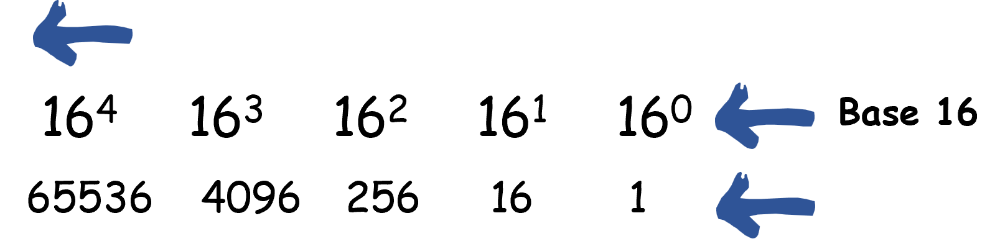 16⁴ 16³ 16² 16¹ 16⁰ Base 16
65536 4096 256 16 1